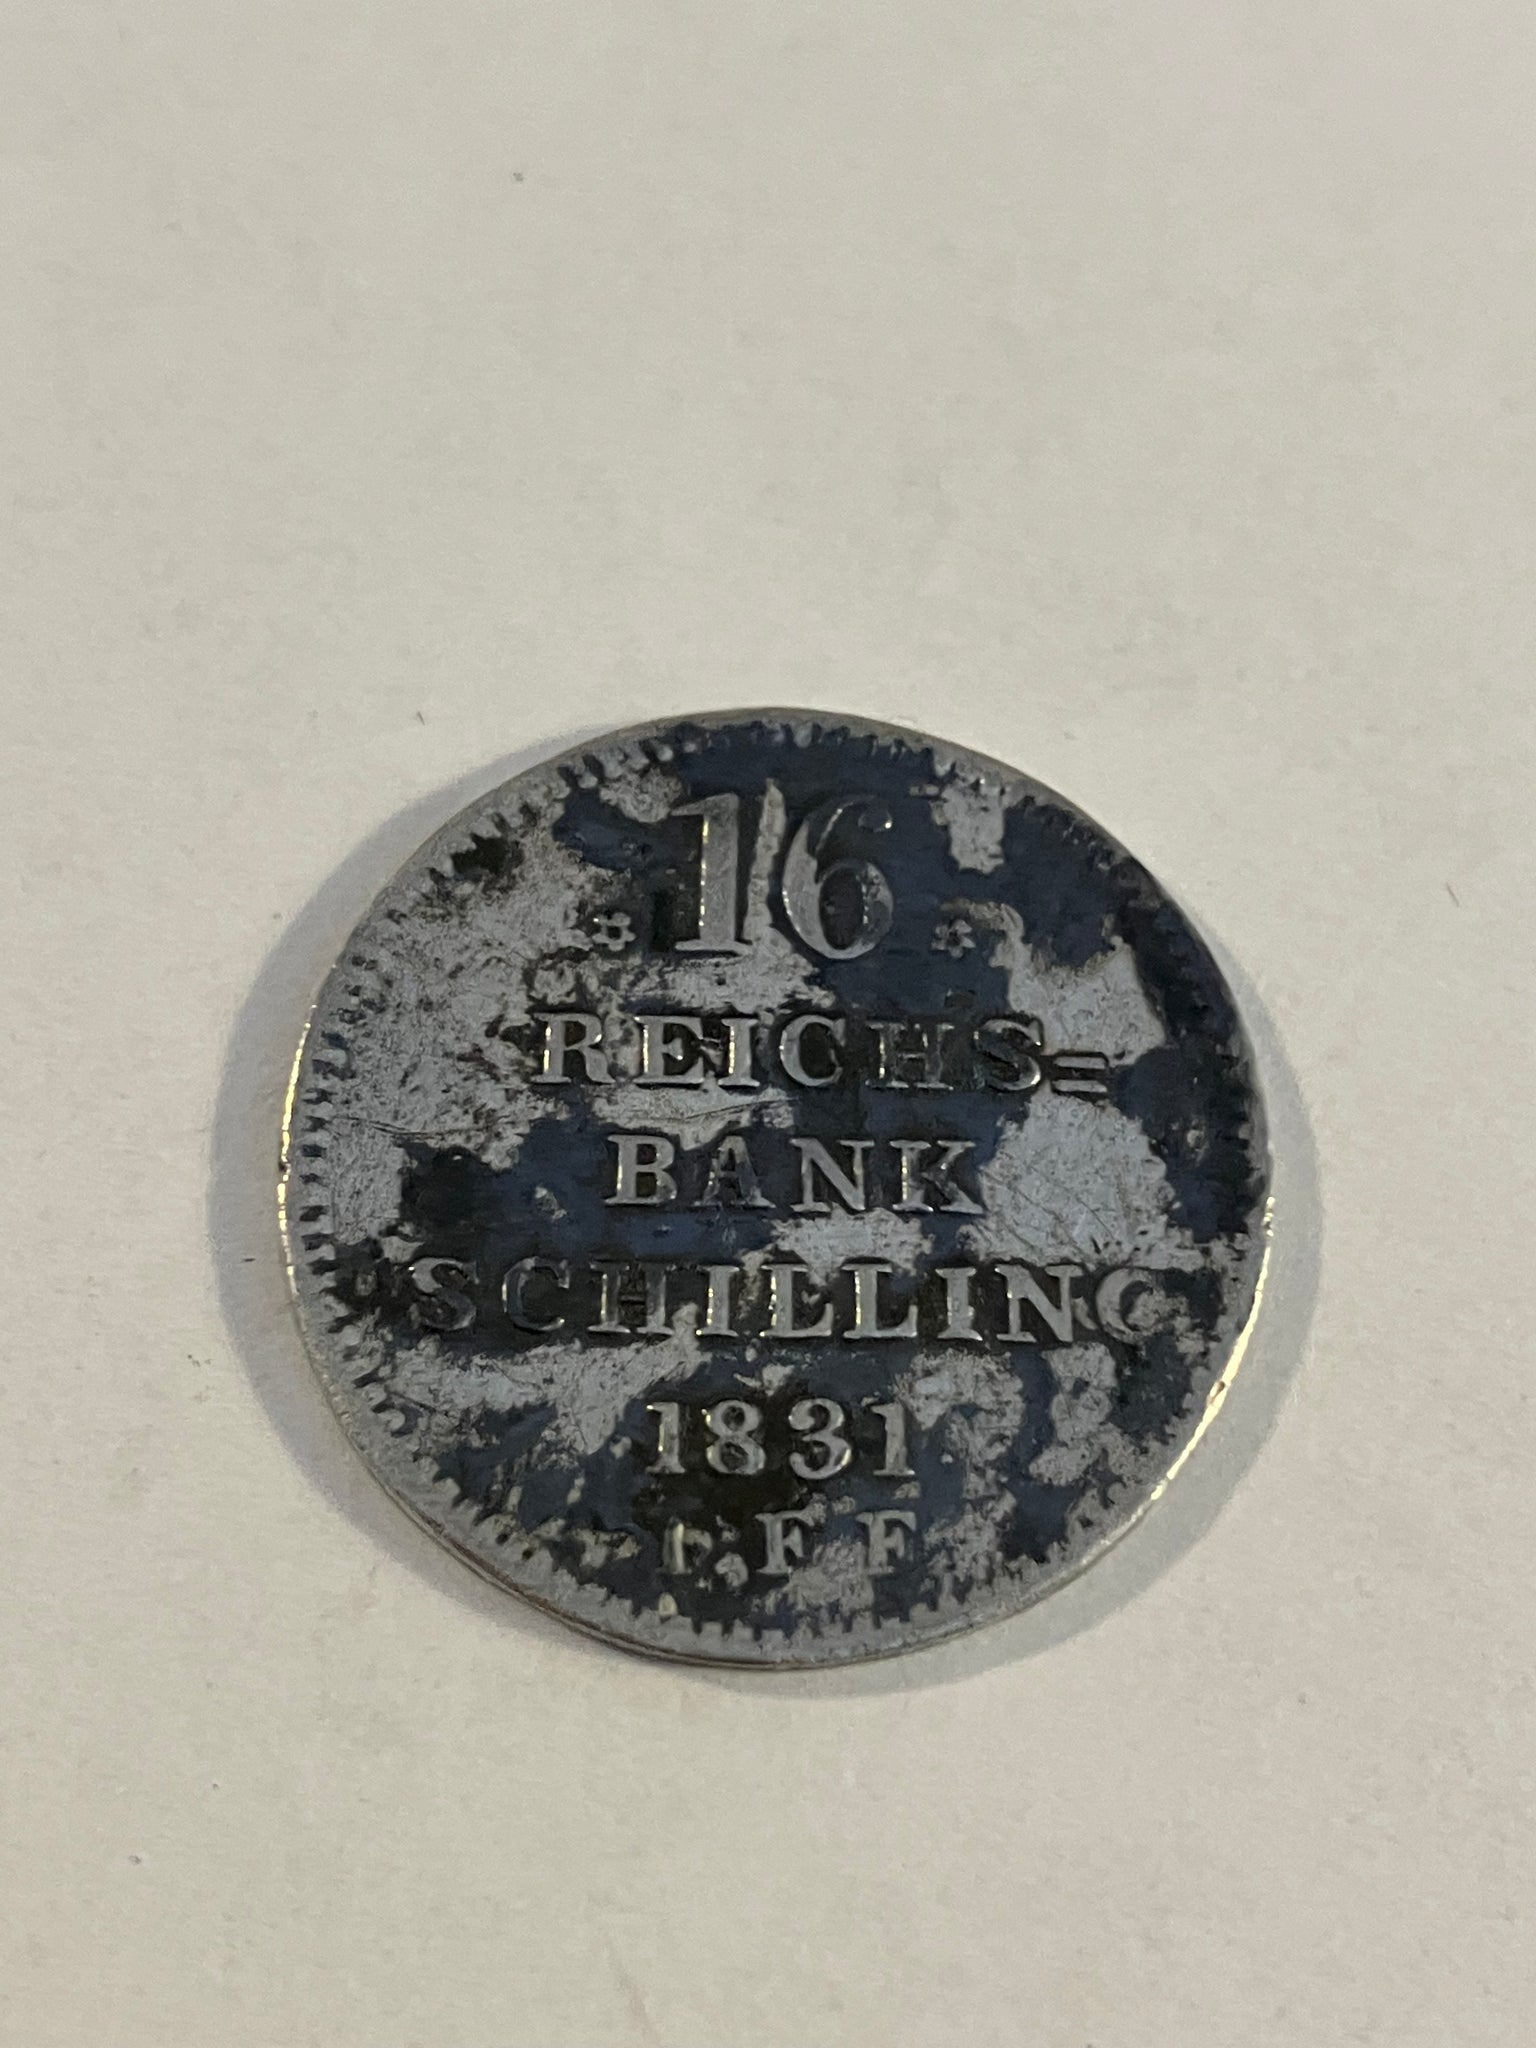 16
REICHS=
BANK
SCHILLING
1831
I.F F